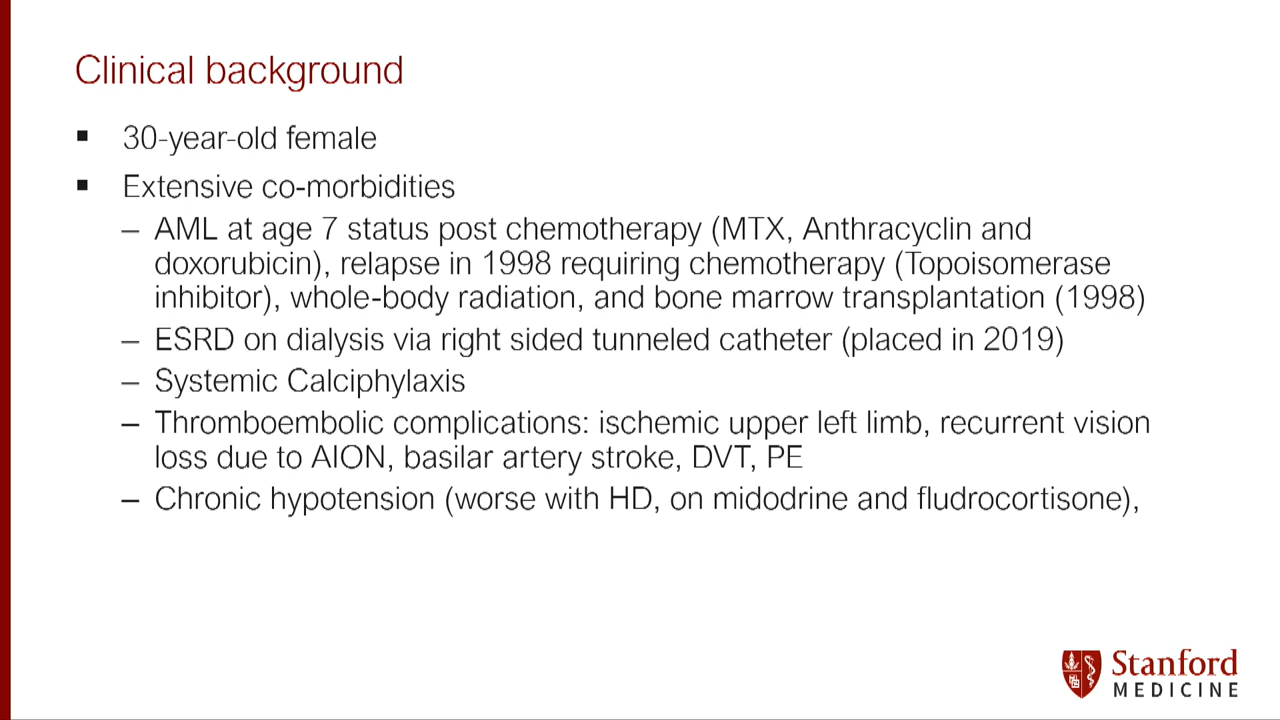 Clinical background
▪ 30-year-old female
▪ Extensive co-morbidities
– AML at age 7 status post chemotherapy (MTX, Anthracyclin and
doxorubicin), relapse in 1998 requiring chemotherapy (Topoisomerase
inhibitor), whole-body radiation, and bone marrow transplantation (1998)
– ESRD on dialysis via right sided tunneled catheter (placed in 2019)
– Systemic Calciphylaxis
– Thromboembolic complications: ischemic upper left limb, recurrent vision
loss due to AION, basilar artery stroke, DVT, PE
– Chronic hypotension (worse with HD, on midodrine and fludrocortisone),
Stanford
MEDICINE